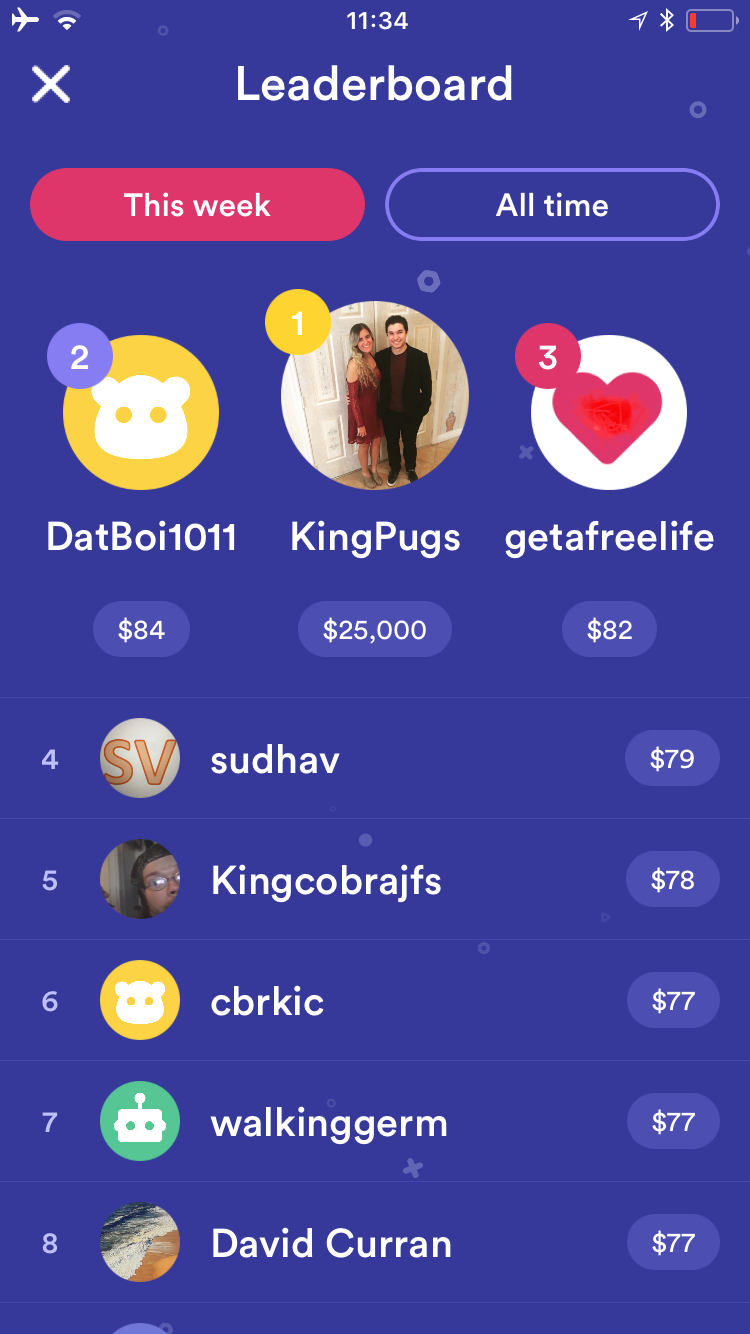 11:34
Leaderboard
This week
All time
2
1
3
DatBoi1011
KingPugs
getafreelife
$84
$25,000
$82
4
SV
sudhav
$79
5
Kingcobrajfs
$78
6
cbrkic
$77
7
walkinggerm
$77
8
David Curran
$77